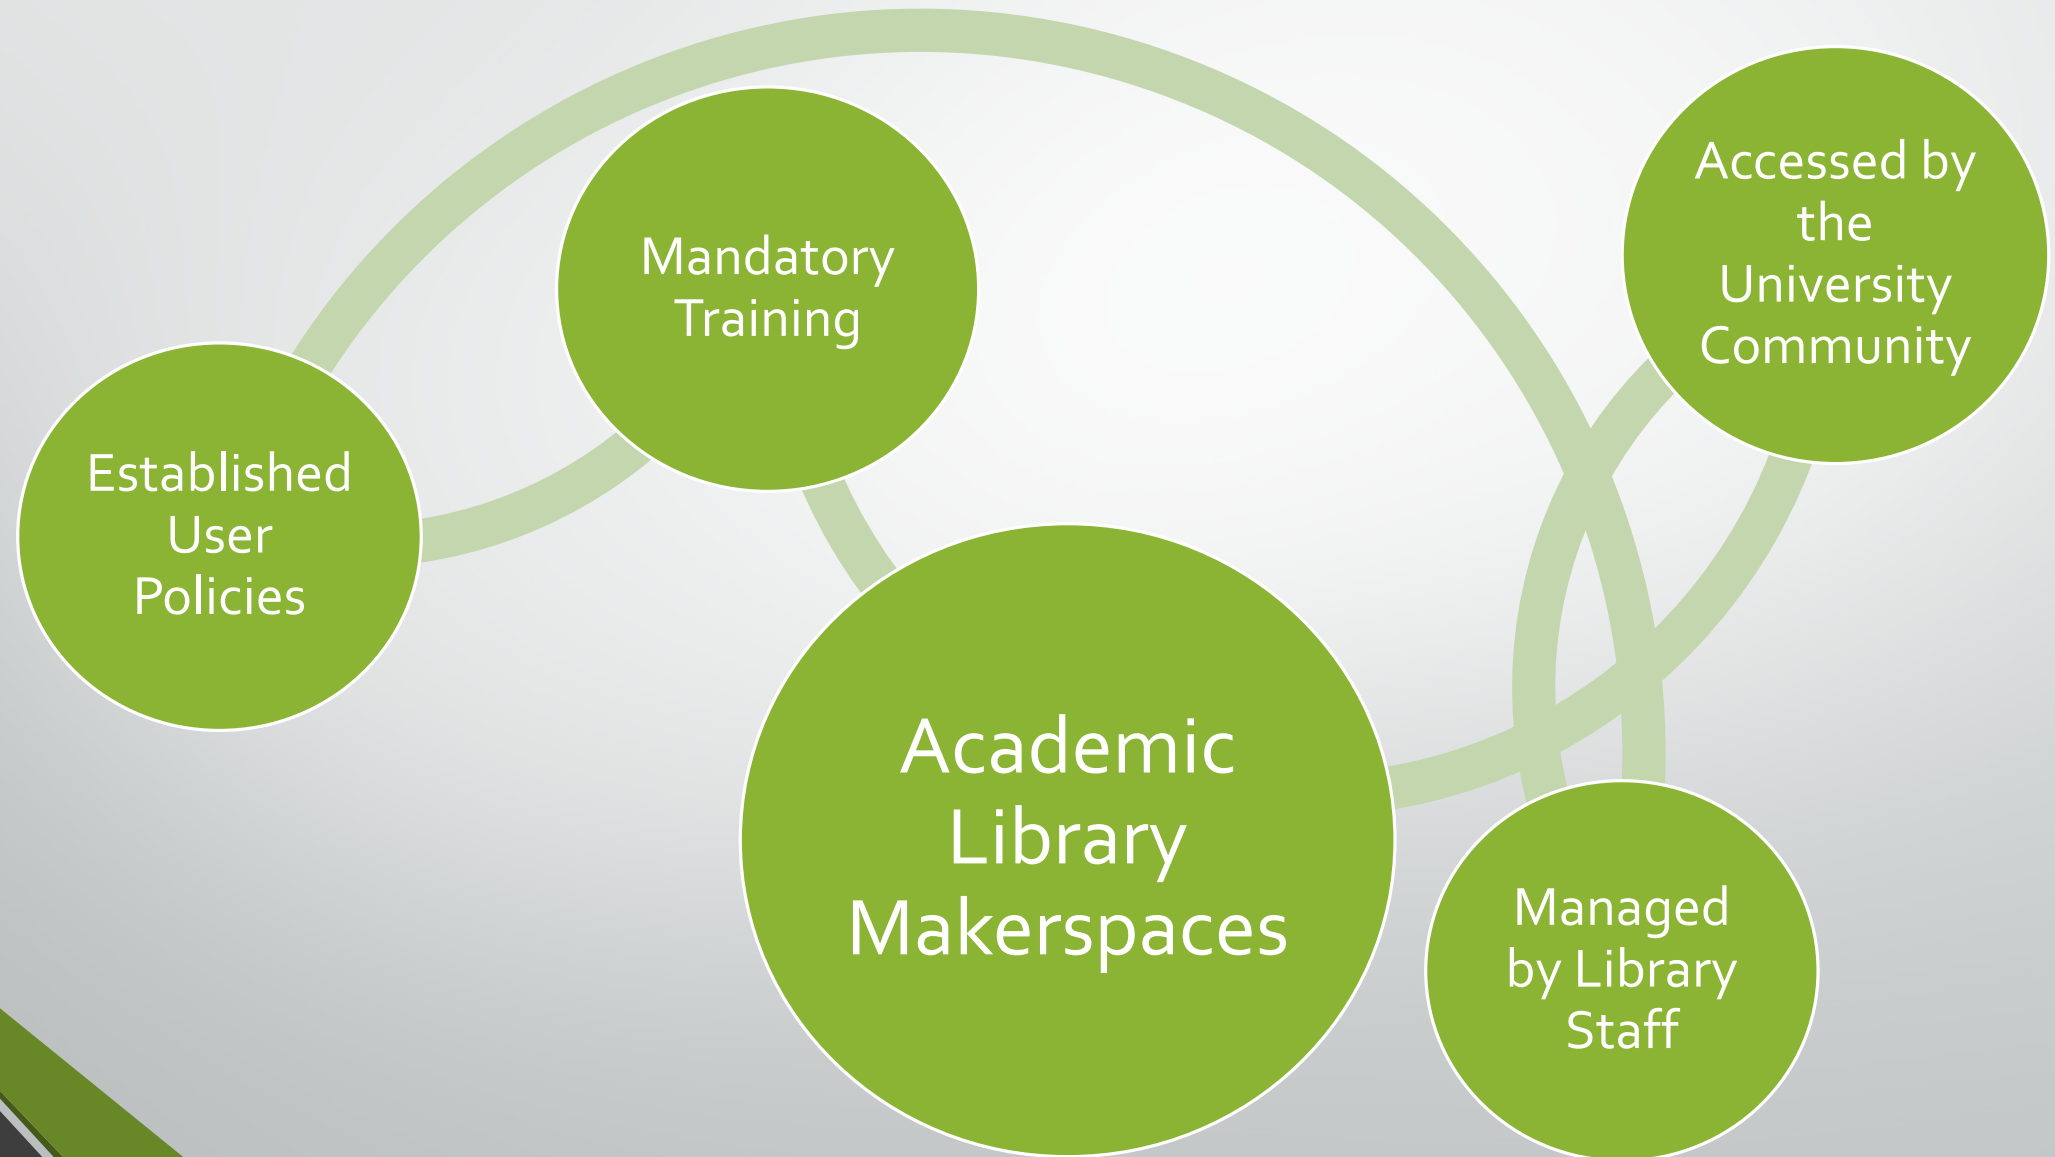 Established
User
Policies
Mandatory
Training
Academic
Library
Makerspaces
Accessed by
the
University
Community
Managed
by Library
Staff